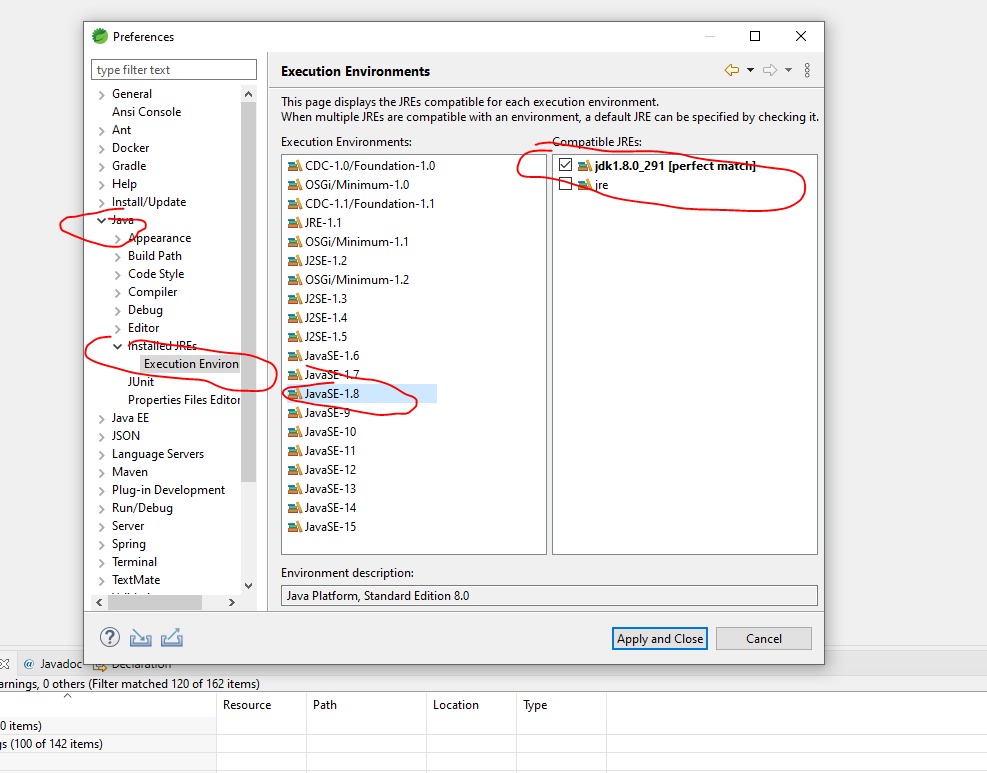 Preferences
type filter text
General
Ansi Console
Ant
Docker
Gradle
Help
Install/Update
Java
Appearance
Build Path
Code Style
Compiler
Debug
Editor
Installed JREs
Execution Environ
JUnit
Properties Files Editor
Java EE
JSON
Language Servers
Maven
Plug-in Development
Run/Debug
Server
Spring
Terminal
TextMate
Execution Environments
This page displays the JREs compatible for each execution environment.
When multiple JREs are compatible with an environment, a default JRE can be specified by checking it.
Execution Environments:
CDC-1.0/Foundation-1.0
OSGi/Minimum-1.0
CDC-1.1/Foundation-1.1
JRE-1.1
OSGi/Minimum-1.1
J2SE-1.2
OSGi/Minimum-1.2
J2SE-1.3
J2SE-1.4
J2SE-1.5
JavaSE-1.6
JavaSE-1.7
JavaSE-1.8
JavaSE-9
JavaSE-10
JavaSE-11
JavaSE-12
JavaSE-13
JavaSE-14
JavaSE-15
Compatible JREs:
jdk1.8.0_291 [perfect match]
jre
Environment description:
Java Platform, Standard Edition 8.0
Apply and Close
Cancel
@ Javadoc Declaration
arnings, 0 others (Filter matched 120 of 162 items)
Resource Path Location Type
0 items)
gs (100 of 142 items)